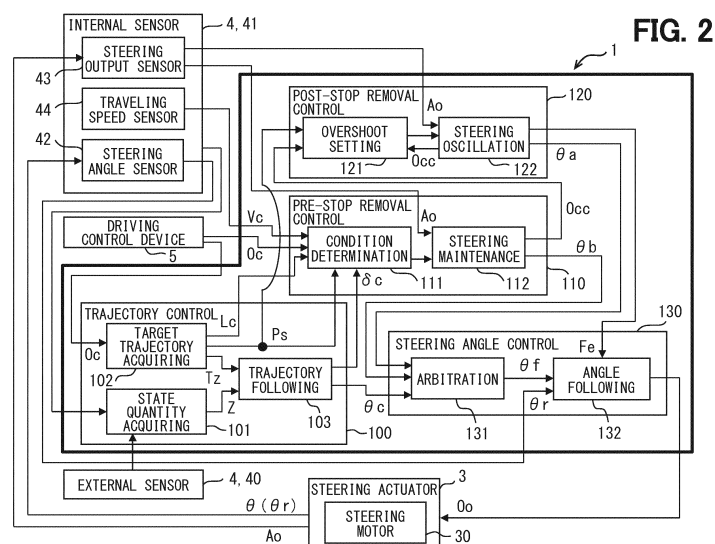 FIG. 2
INTERNAL SENSOR
4, 41
STEERING
OUTPUT SENSOR
43
44
TRAVELING
SPEED SENSOR
42
STEERING
ANGLE SENSOR
DRIVING
CONTROL DEVICE
5
1
POST-STOP REMOVAL
CONTROL
120
Ao
OVERSHOOT
SETTING
121
Occ
STEERING
OSCILLATION
122
θa
Occ
PRE-STOP REMOVAL
CONTROL
Ao
Vc
Oc
CONDITION
DETERMINATION
111
δc
STEERING
MAINTENANCE
112
θb
110
TRAJECTORY CONTROL
Lc
Ps
Oc
TARGET
TRAJECTORY
ACQUIRING
102
Tz
STATE
QUANTITY
ACQUIRING
101
Z
TRAJECTORY
FOLLOWING
103
θc
100
130
STEERING ANGLE CONTROL
Fe
ARBITRATION
131
θf
θr
ANGLE
FOLLOWING
132
EXTERNAL SENSOR
4, 40
θ(θr)
Ao
STEERING ACTUATOR
3
STEERING
MOTOR
30
Oo